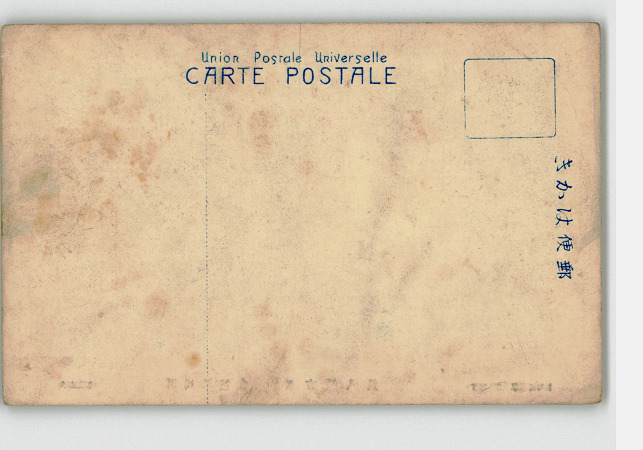 Union Postale Universelle
CARTE POSTALE
郵便はかき